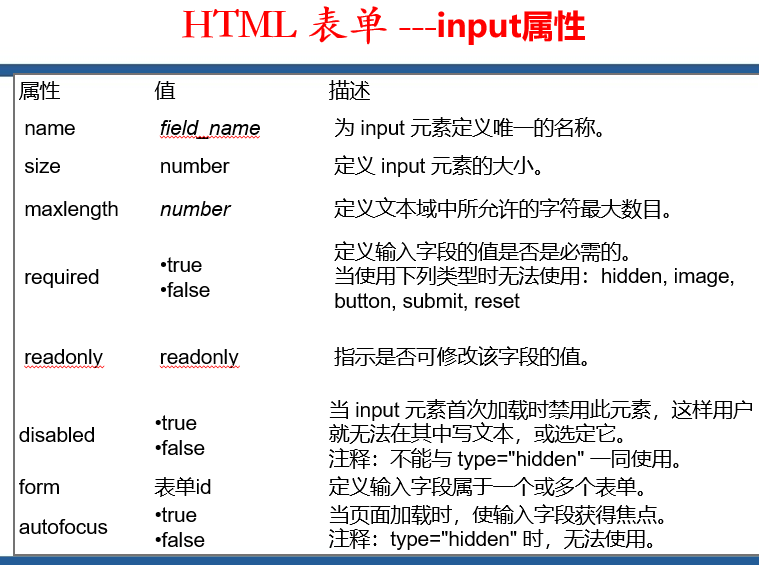 HTML 表单 ---input属性
属性 值 描述
name field_name 为 input 元素定义唯一的名称。
size number 定义 input 元素的大小。
maxlength number 定义文本域中所允许的字符最大数目。
required •true •false 定义输入字段的值是否是必需的。
当使用下列类型时无法使用：hidden, image,
button, submit, reset
readonly readonly 指示是否可修改该字段的值。
disabled •true •false 当 input 元素首次加载时禁用此元素，这样用户
就无法在其中写文本，或选定它。
注释：不能与 type="hidden" 一同使用。
form 表单id 定义输入字段属于一个或多个表单。
autofocus •true •false 当页面加载时，使输入字段获得焦点。
注释：type="hidden" 时，无法使用。